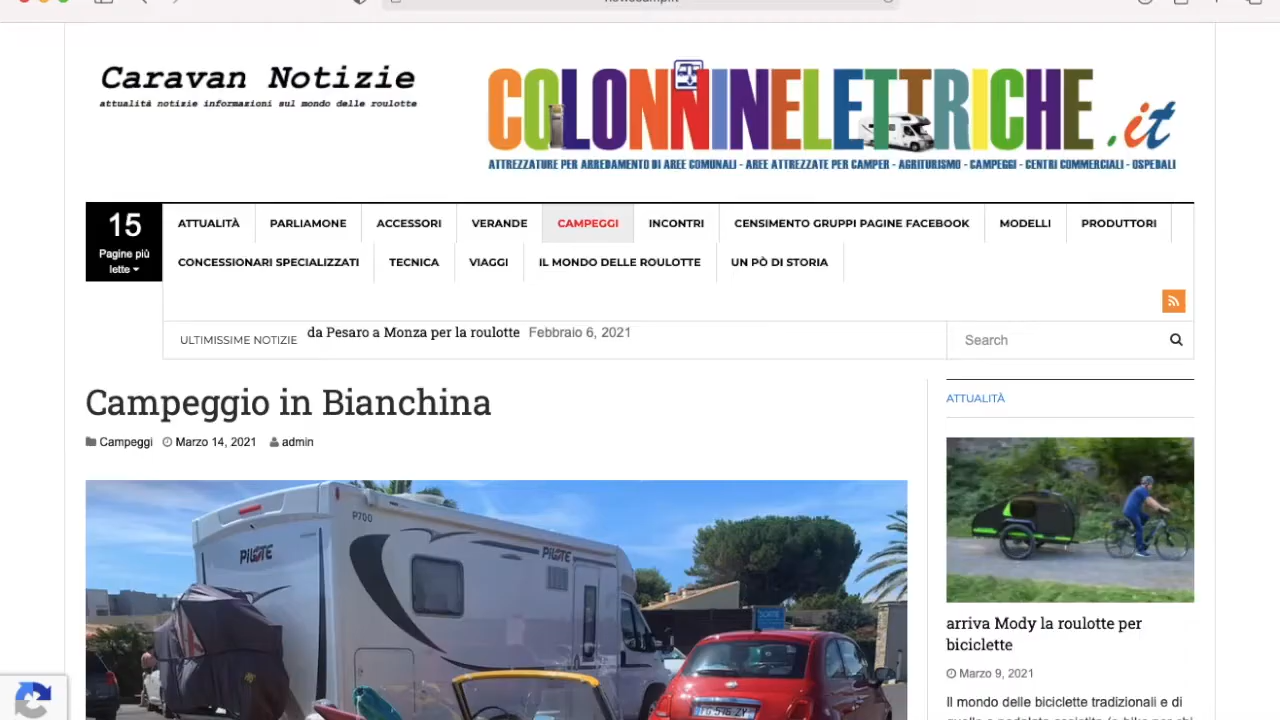 Caravan Notizie
attualità notizie informazioni sul mondo delle roulotte
COLONNINELETTRICHE.it
ATTREZZATURE PER ARREDAMENTO DI AREE COMUNALI - AREE ATTREZZATE PER CAMPER - AGRITURISMO - CAMPEGGI - CENTRI COMMERCIALI - OSPEDALI
15
Pagine più
lette
ATTUALITÀ PARLIAMONE ACCESSORI VERANDE CAMPEGGI INCONTRI CENSIMENTO GRUPPI PAGINE FACEBOOK MODELLI PRODUTTORI
CONCESSIONARI SPECIALIZZATI TECNICA VIAGGI IL MONDO DELLE ROULOTTE UN PÒ DI STORIA
ULTIMISSIME NOTIZIE da Pesaro a Monza per la roulotte Febbraio 6, 2021
Search
Campeggio in Bianchina
Campeggi Marzo 14, 2021 admin
P700
PILOTE
PILOTE
SORTIE
ATTUALITÀ
arriva Mody la roulotte per
biciclette
Marzo 9, 2021
Il mondo delle biciclette tradizionali e di